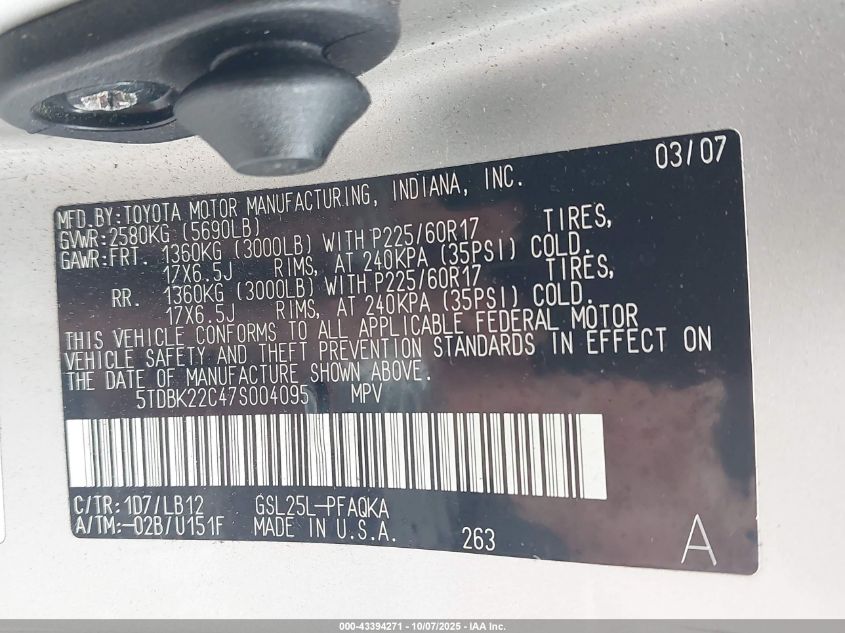 03/07
MFD.BY:TOYOTA MOTOR MANUFACTURING, INDIANA, INC.
GVWR:2580KG (5690LB)
GAWR:FRT. 1360KG (3000LB) WITH P225/60R17 TIRES,
17X6.5J RIMS, AT 240KPA (35PSI) COLD.
RR. 1360KG (3000LB) WITH P225/60R17 TIRES,
17X6.5J RIMS, AT 240KPA (35PSI) COLD.
THIS VEHICLE CONFORMS TO ALL APPLICABLE FEDERAL MOTOR
VEHICLE SAFETY AND THEFT PREVENTION STANDARDS IN EFFECT ON
THE DATE OF MANUFACTURE SHOWN ABOVE.
5TDBK22C47S004095 MPV
C/TR:1D7/LB12 GSL25L-PFAQKA
A/TM:-02B/U151F MADE IN U.S.A. 263 A
000-43394271 - 10/07/2025 - IAA Inc.